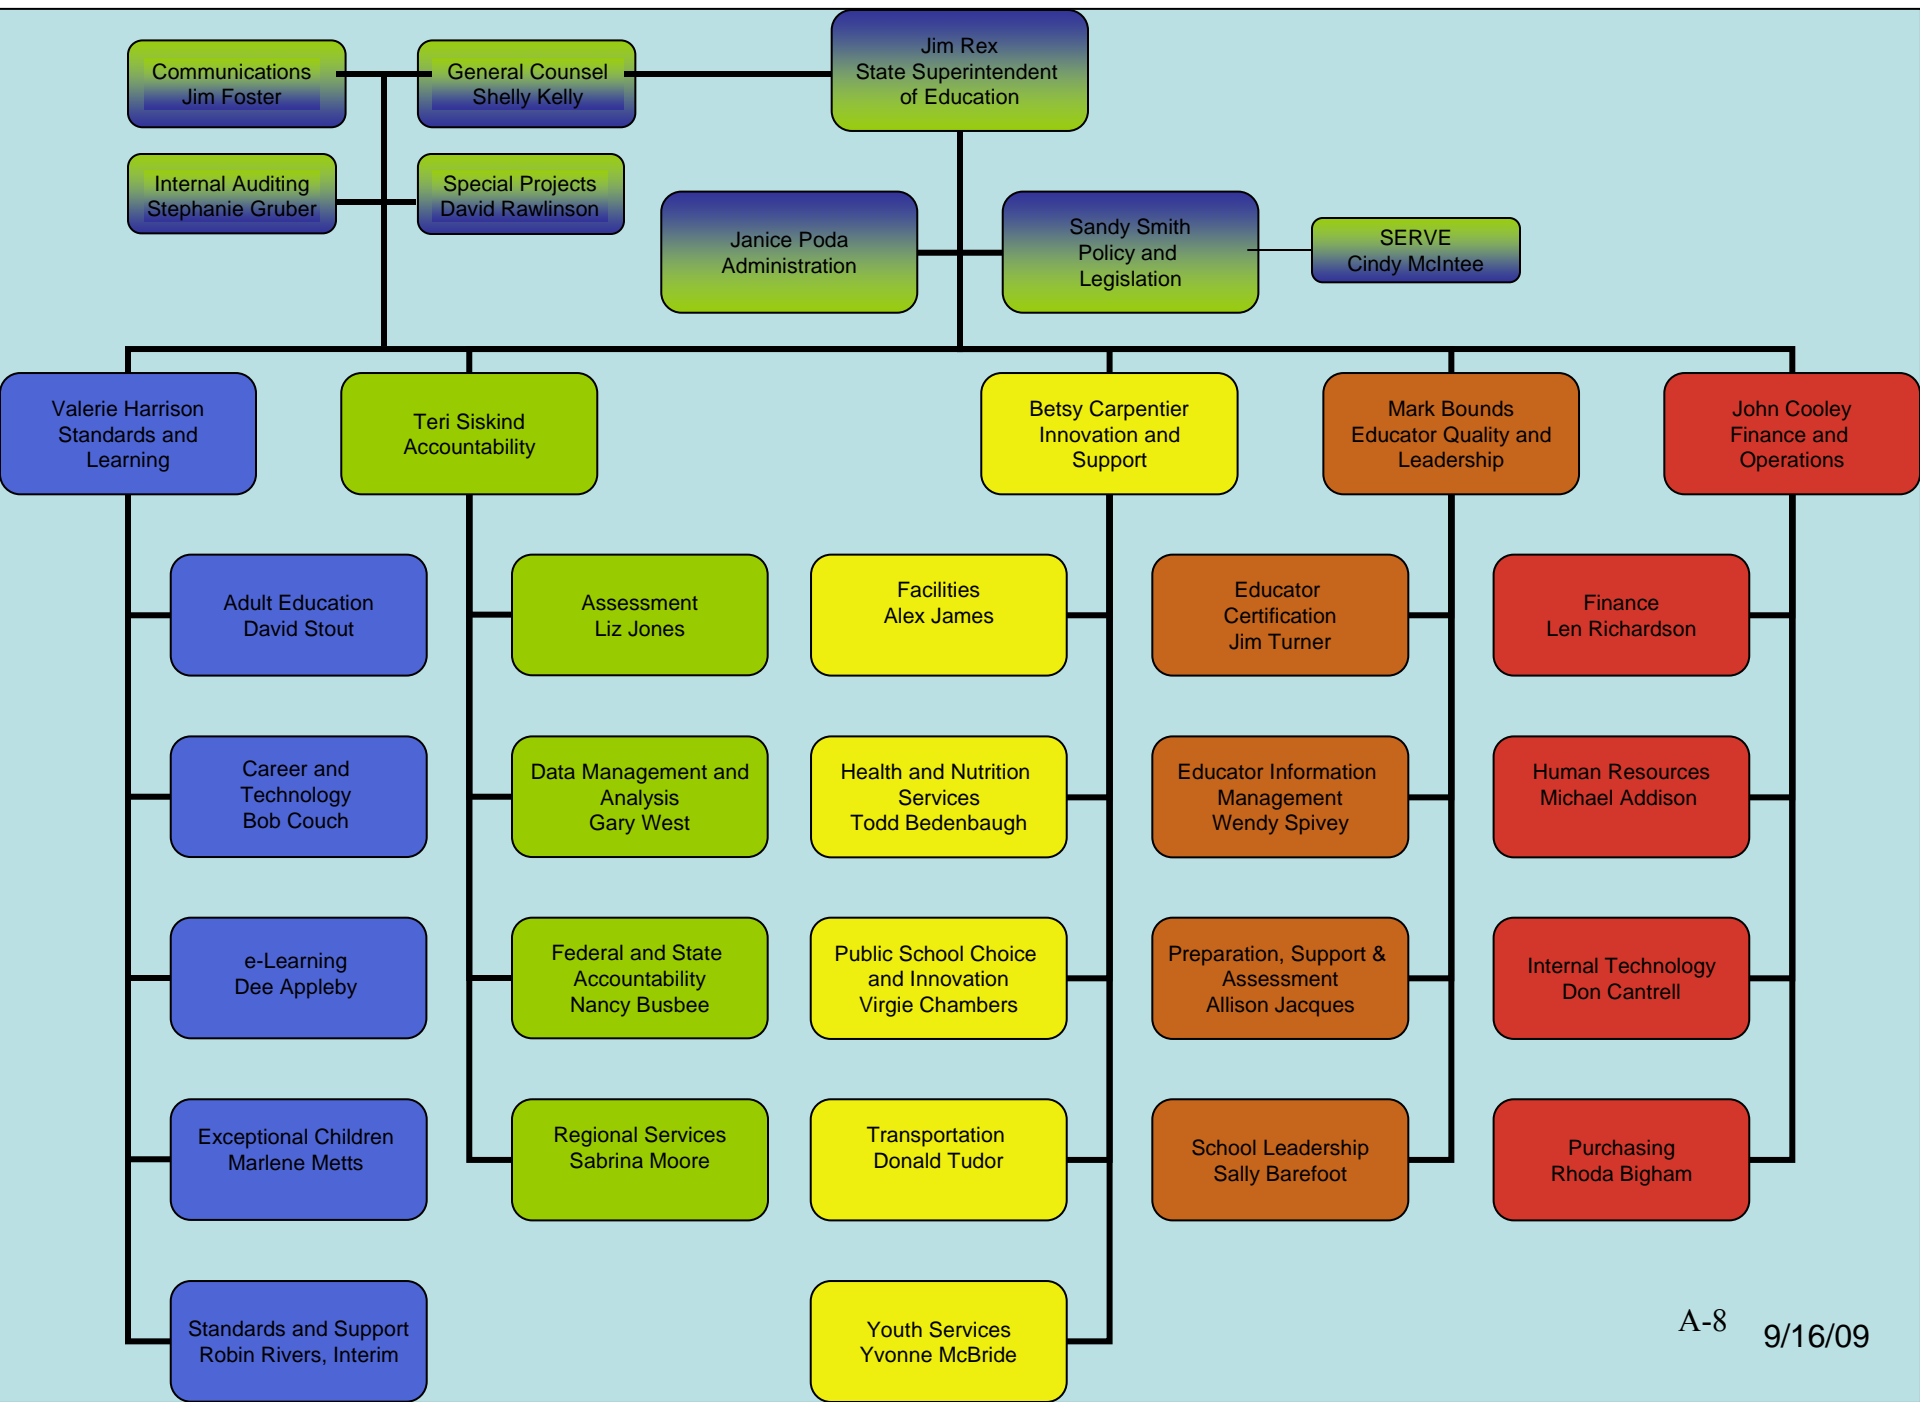 Communications
Jim Foster
General Counsel
Shelly Kelly
Jim Rex
State Superintendent
of Education
Internal Auditing
Stephanie Gruber
Special Projects
David Rawlinson
Janice Poda
Administration
Sandy Smith
Policy and
Legislation
SERVE
Cindy McIntee
Valerie Harrison
Standards and
Learning
Teri Siskind
Accountability
Betsy Carpentier
Innovation and
Support
Mark Bounds
Educator Quality and
Leadership
John Cooley
Finance and
Operations
Adult Education
David Stout
Assessment
Liz Jones
Facilities
Alex James
Educator
Certification
Jim Turner
Finance
Len Richardson
Career and
Technology
Bob Couch
Data Management and
Analysis
Gary West
Health and Nutrition
Services
Todd Bedenbaugh
Educator Information
Management
Wendy Spivey
Human Resources
Michael Addison
e-Learning
Dee Appleby
Federal and State
Accountability
Nancy Busbee
Public School Choice
and Innovation
Virgie Chambers
Preparation, Support &
Assessment
Allison Jacques
Internal Technology
Don Cantrell
Exceptional Children
Marlene Metts
Regional Services
Sabrina Moore
Transportation
Donald Tudor
School Leadership
Sally Barefoot
Purchasing
Rhoda Bigham
Standards and Support
Robin Rivers, Interim
Youth Services
Yvonne McBride
A-8
9/16/09